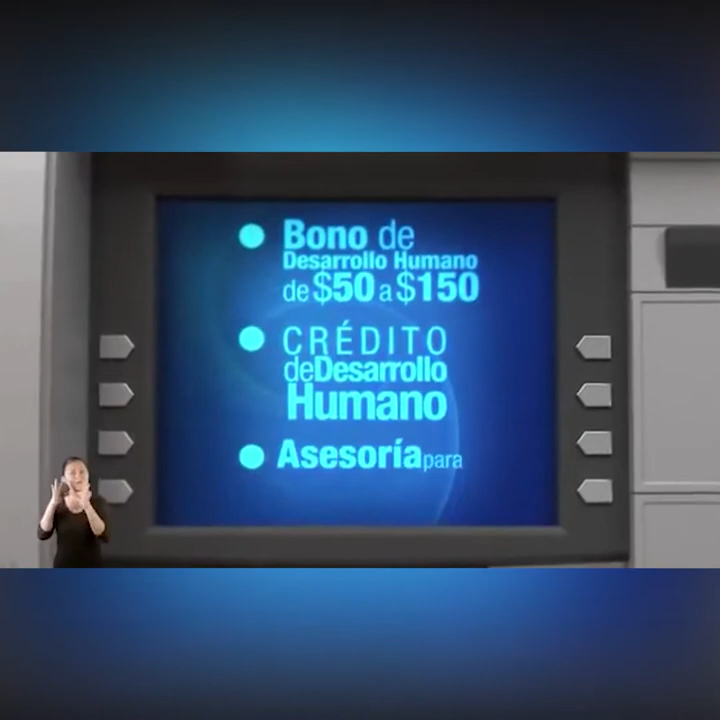 Bono de
Desarrollo Humano
de $50 a $150
CRÉDITO
de Desarrollo
Humano
Asesoría para